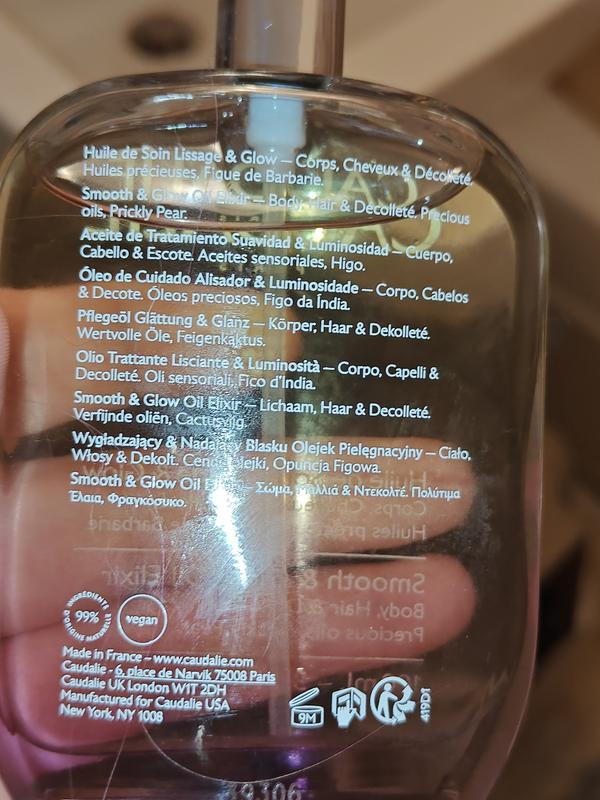 Huile de Soin Lissage & Glow – Corps, Cheveux & Décolleté.
Huiles précieuses, Figue de Barbarie.
Smooth & Glow Oil Elixir – Body, Hair & Décolleté. Precious
oils, Prickly Pear.
Aceite de Tratamiento Suavidad & Luminosidad – Cuerpo,
Cabello & Escote. Aceites sensoriales, Higo.
Óleo de Cuidado Alisador & Luminosidade – Corpo, Cabelos
& Decote. Óleos preciosos, Figo da Índia.
Pflegeöl Glättung & Glanz – Körper, Haar & Dekolleté.
Wertvolle Öle, Feigenkaktus.
Olio Trattante Lisciante & Luminosità – Corpo, Capelli &
Decolleté. Oli sensoriali, Fico d'India.
Smooth & Glow Oil Elixir – Lichaam, Haar & Decolleté.
Verfijnde oliën, Cactusvijg.
Wygładzający & Nadający Blasku Olejek Pielęgnacyjny – Ciało,
Włosy & Dekolt. Cenne olejki, Opuncja Figowa.
Smooth & Glow Oil – Σώμα, Μαλλιά & Ντεκολτέ. Πολύτιμα
Έλαια, Φραγκόσυκο.
INGRÉDIENTS D'ORIGINE NATURELLE
99% vegan
Made in France – www.caudalie.com
Caudalie - 6, place de Narvik 75008 Paris
Caudalie UK London W1T 2DH
Manufactured for Caudalie USA
New York, NY 1008
9M
419D1
19306